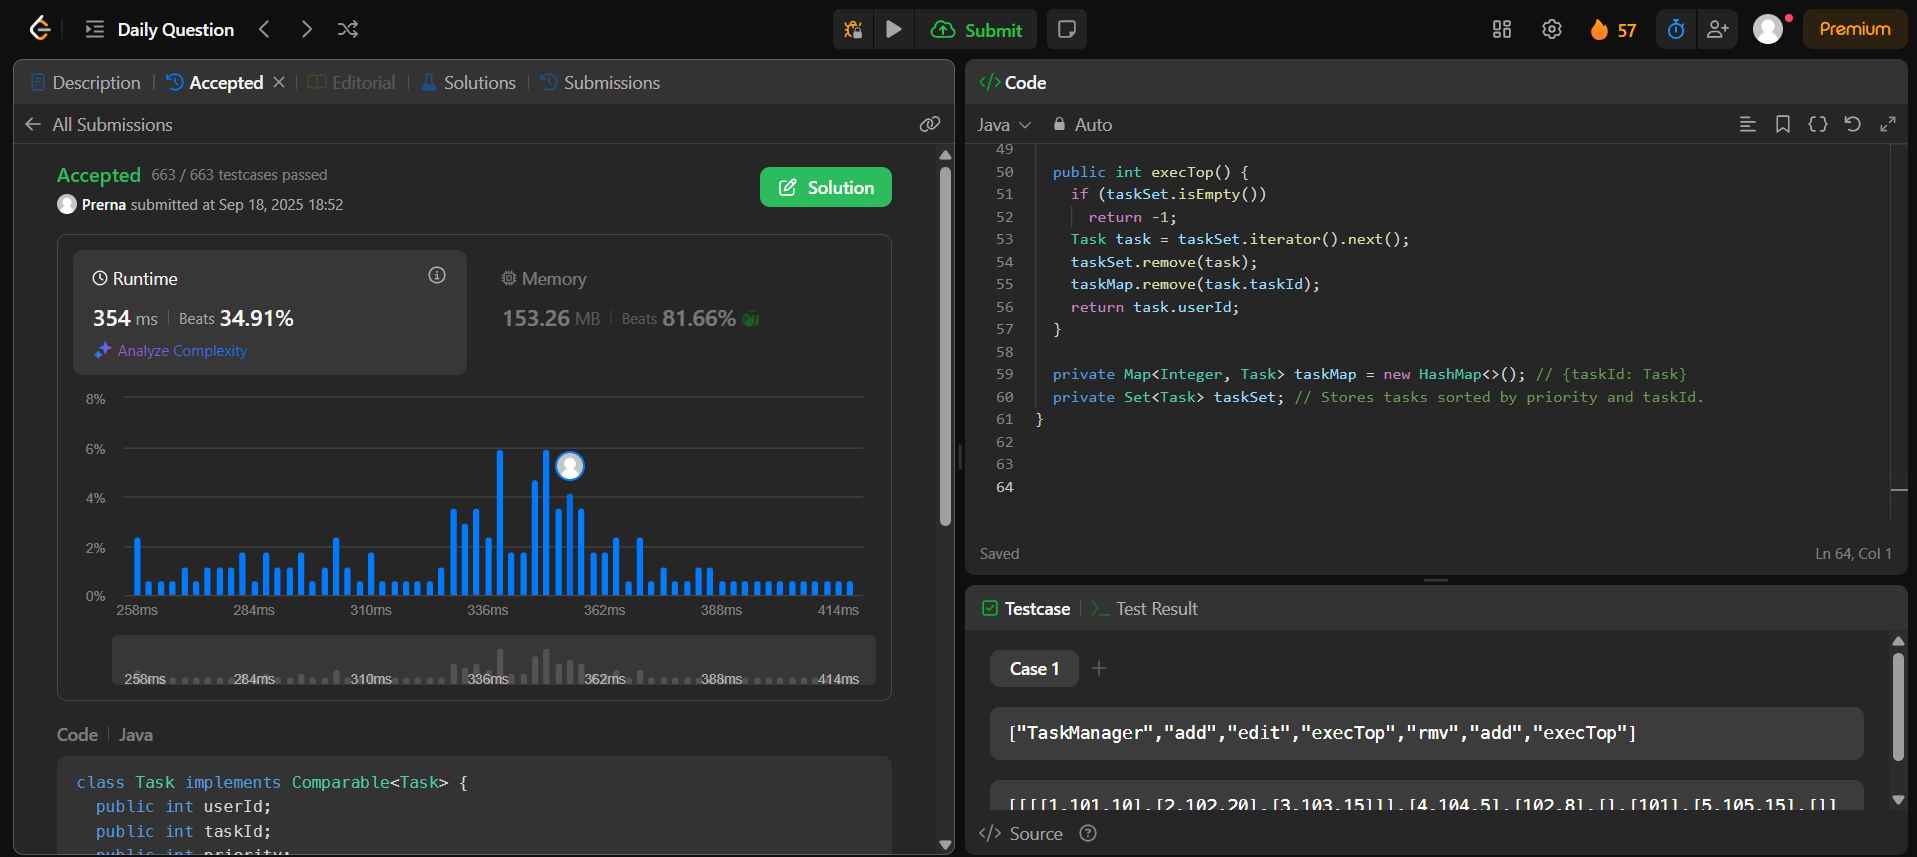 Daily Question
Submit
57
Premium
Description
Accepted
Editorial
Solutions
Submissions
All Submissions
Accepted 663 / 663 testcases passed
Prerna submitted at Sep 18, 2025 18:52
Solution
Runtime
354 ms Beats 34.91%
Analyze Complexity
Memory
153.26 MB Beats 81.66%
8%
6%
4%
2%
0%
258ms 284ms 310ms 336ms 362ms 388ms 414ms
258ms 284ms 310ms 336ms 362ms 388ms 414ms
Code Java
class Task implements Comparable<Task> {
public int userId;
public int taskId;
public int priority;
</> Code
Java Auto
49
50 public int execTop() {
51 if (taskSet.isEmpty())
52 return -1;
53 Task task = taskSet.iterator().next();
54 taskSet.remove(task);
55 taskMap.remove(task.taskId);
56 return task.userId;
57 }
58
59 private Map<Integer, Task> taskMap = new HashMap<>(); // {taskId: Task}
60 private Set<Task> taskSet; // Stores tasks sorted by priority and taskId.
61 }
62
63
64
Saved
Ln 64, Col 1
Testcase
Test Result
Case 1 +
["TaskManager","add","edit","execTop","rmv","add","execTop"]
[[[[1,101,10],[2,102,20],[3,103,15]]],[4,104,5],[102,8],[],[101],[5,105,15],[]]
</> Source